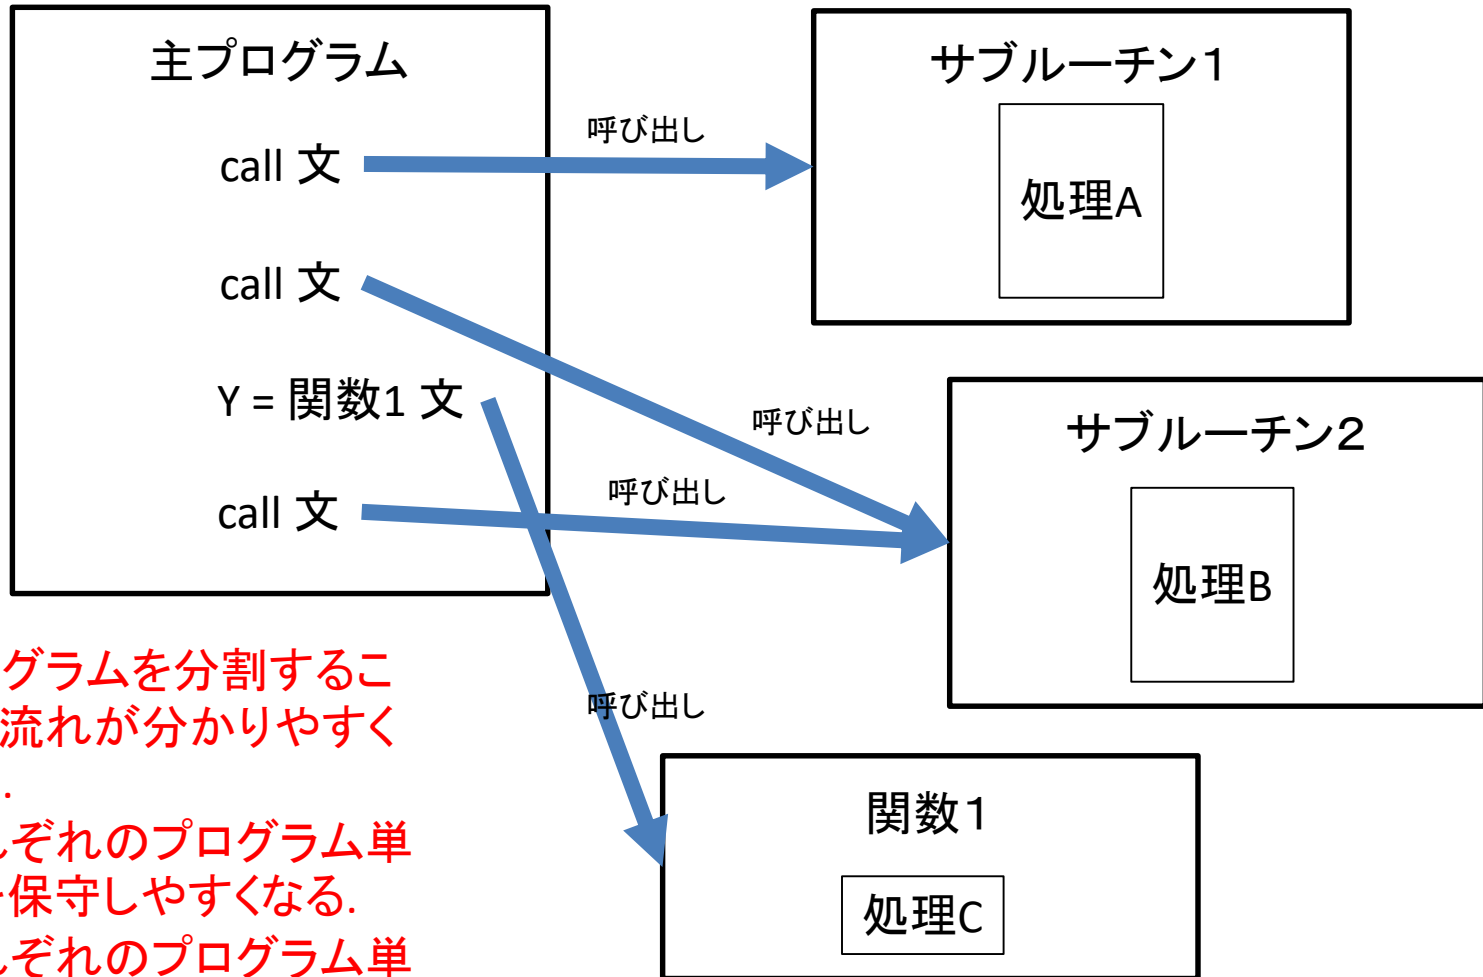 主プログラム
call 文
call 文
Y = 関数1 文
call 文
呼び出し
サブルーチン1
処理A
呼び出し
呼び出し
サブルーチン2
処理B
呼び出し
関数1
処理C
グラムを分割するこ
流れが分かりやすく
.
ぞれのプログラム単
保守しやすくなる.
ぞれのプログラム単